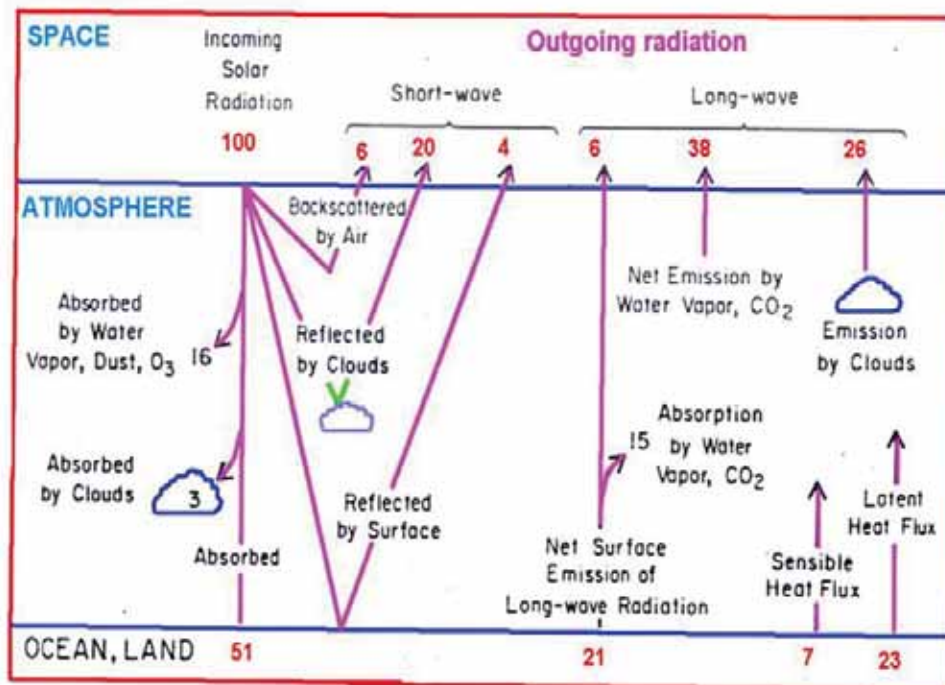 SPACE
Incoming
Solar
Radiation
100
Outgoing radiation
Short-wave
Long-wave
6
20
4
6
38
26
ATMOSPHERE
Backscattered
by Air
Absorbed
by Water
Vapor, Dust, O3
16
Reflected
by Clouds
Net Emission by
Water Vapor, CO2
Emission
by Clouds
Absorbed
by Clouds
3
Reflected
by Surface
15
Absorption
by Water
Vapor, CO2
Absorbed
Net Surface
Emission of
Long-wave Radiation
Sensible
Heat Flux
Latent
Heat Flux
OCEAN, LAND
51
21
7
23